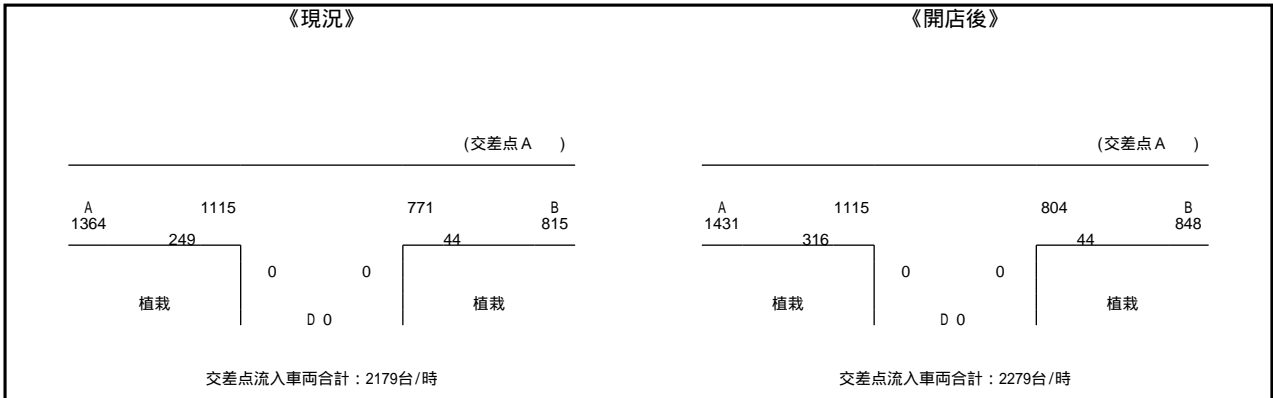 《現況》
(交差点A )
A 1115 771 B
1364 815
249 44
0 0
植栽 植栽
D 0
交差点流入車両合計：2179台/時
《開店後》
(交差点A )
A 1115 804 B
1431 848
316 44
0 0
植栽 植栽
D 0
交差点流入車両合計：2279台/時